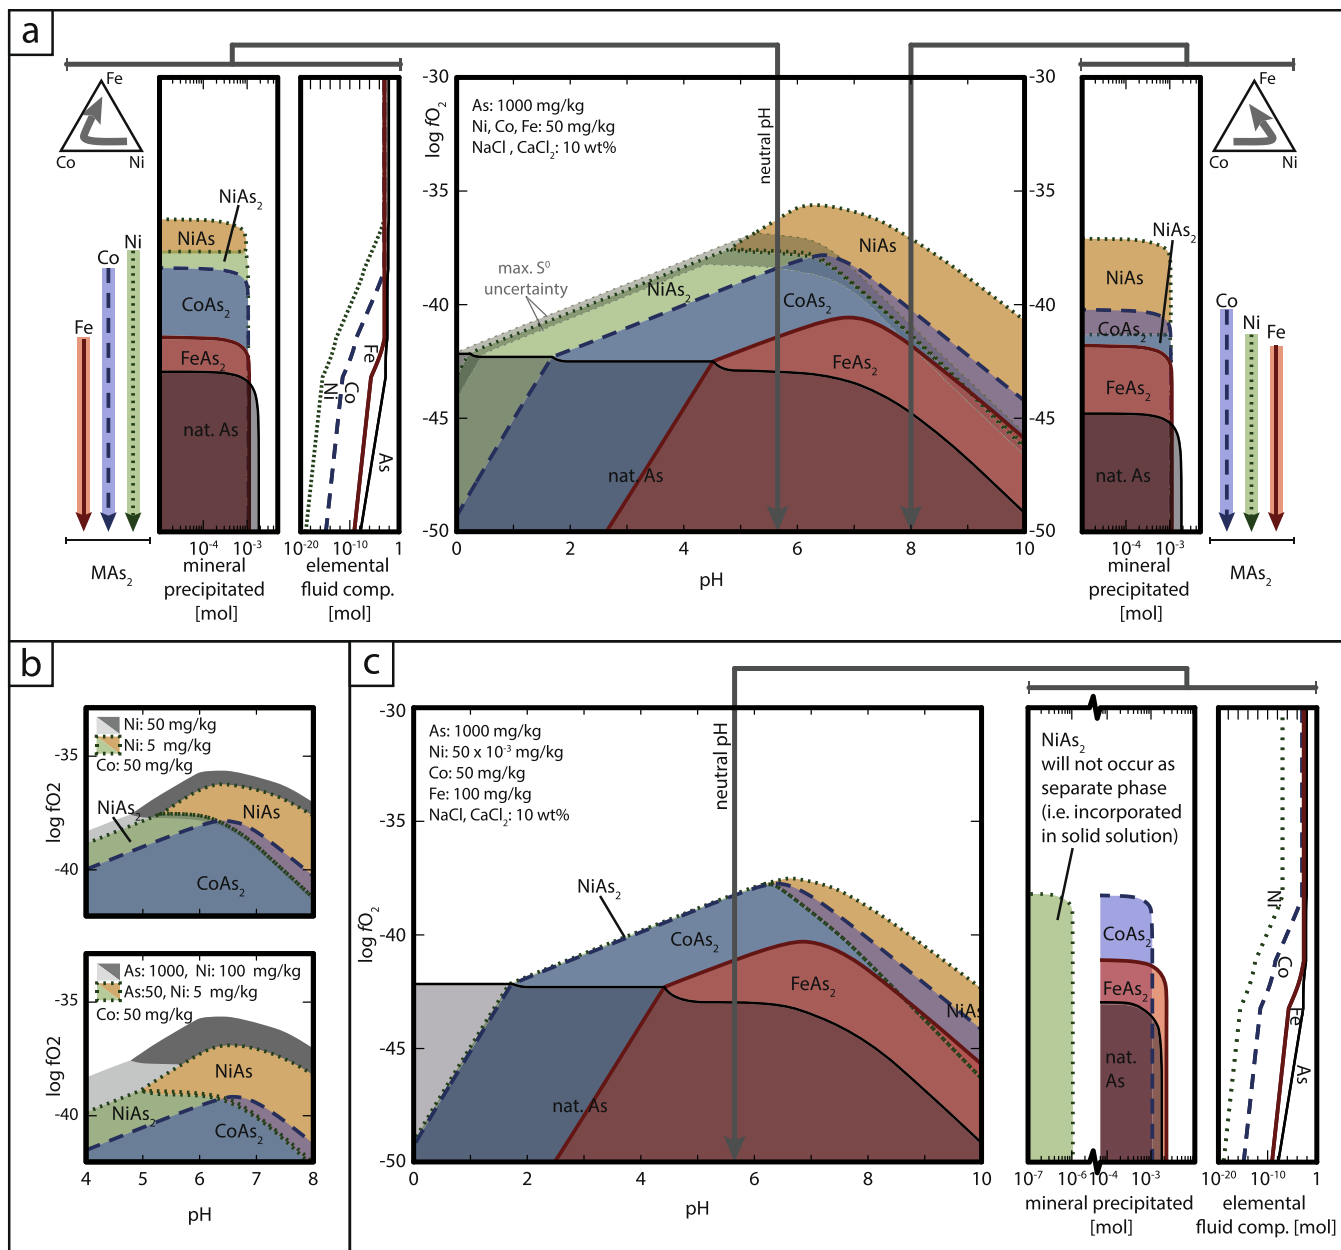 a
Fe
Co
Ni
Fe
Co
Ni
MAs2
NiAs2
NiAs
CoAs2
FeAs2
nat. As
10-4
10-3
mineral
precipitated
[mol]
Ni
Co
Fe
As
10-20
10-10
1
elemental
fluid comp.
[mol]
log fO2
-30
-35
-40
-45
-50
As: 1000 mg/kg
Ni, Co, Fe: 50 mg/kg
NaCl , CaCl2: 10 wt%
neutral pH
max. S0
uncertainty
NiAs2
NiAs
CoAs2
FeAs2
nat. As
0
2
4
6
8
10
pH
-30
-35
-40
-45
-50
NiAs2
NiAs
CoAs2
FeAs2
nat. As
10-4
10-3
mineral
precipitated
[mol]
Fe
Co
Ni
Co
Ni
Fe
MAs2
b
Ni: 50 mg/kg
Ni: 5 mg/kg
Co: 50 mg/kg
-35
-40
log fO2
NiAs2
NiAs
CoAs2
As: 1000, Ni: 100 mg/kg
As:50, Ni: 5 mg/kg
Co: 50 mg/kg
-35
-40
log fO2
NiAs
NiAs2
CoAs2
4
5
6
7
8
pH
c
-30
-35
-40
-45
-50
log fO2
As: 1000 mg/kg
Ni: 50 x 10-3 mg/kg
Co: 50 mg/kg
Fe: 100 mg/kg
NaCl, CaCl2: 10 wt%
neutral pH
NiAs2
CoAs2
FeAs2
NiAs
nat. As
0
2
4
6
8
10
pH
NiAs2
will not occur as
separate phase
(i.e. incorporated
in solid solution)
CoAs2
FeAs2
nat.
As
10-7
10-6
10-4
10-3
mineral precipitated
[mol]
Ni
Co
Fe
As
10-20
10-10
1
elemental
fluid comp. [mol]